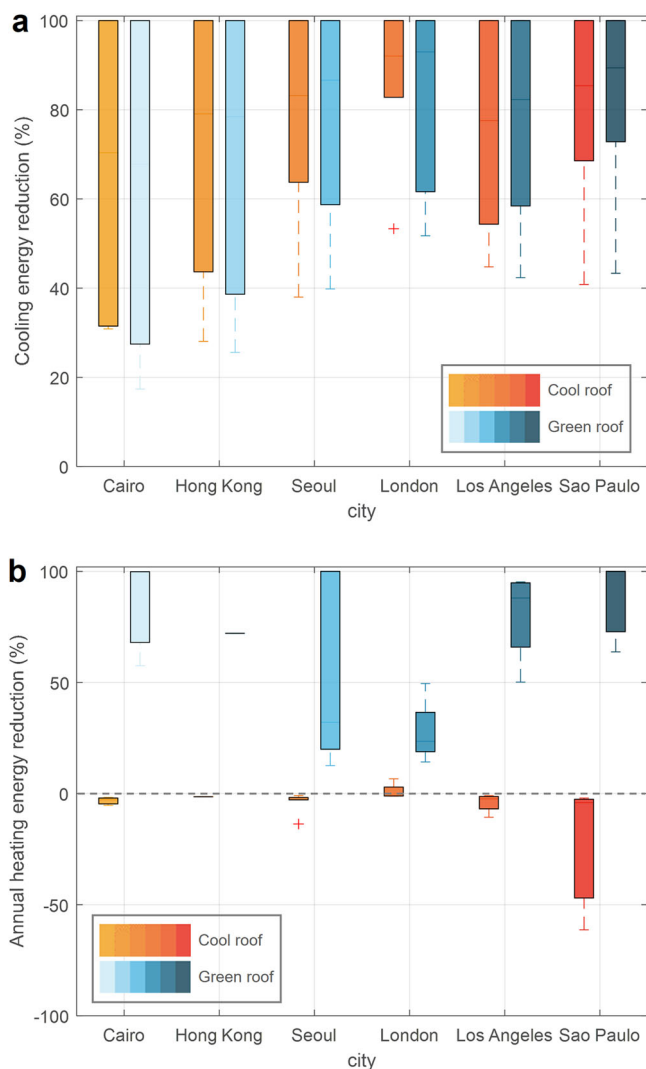 a
Cooling energy reduction (%)
100
80
60
40
20
0
Cool roof
Green roof
Cairo Hong Kong Seoul London Los Angeles Sao Paulo
city
b
Annual heating energy reduction (%)
100
50
0
-50
-100
Cool roof
Green roof
Cairo Hong Kong Seoul London Los Angeles Sao Paulo
city